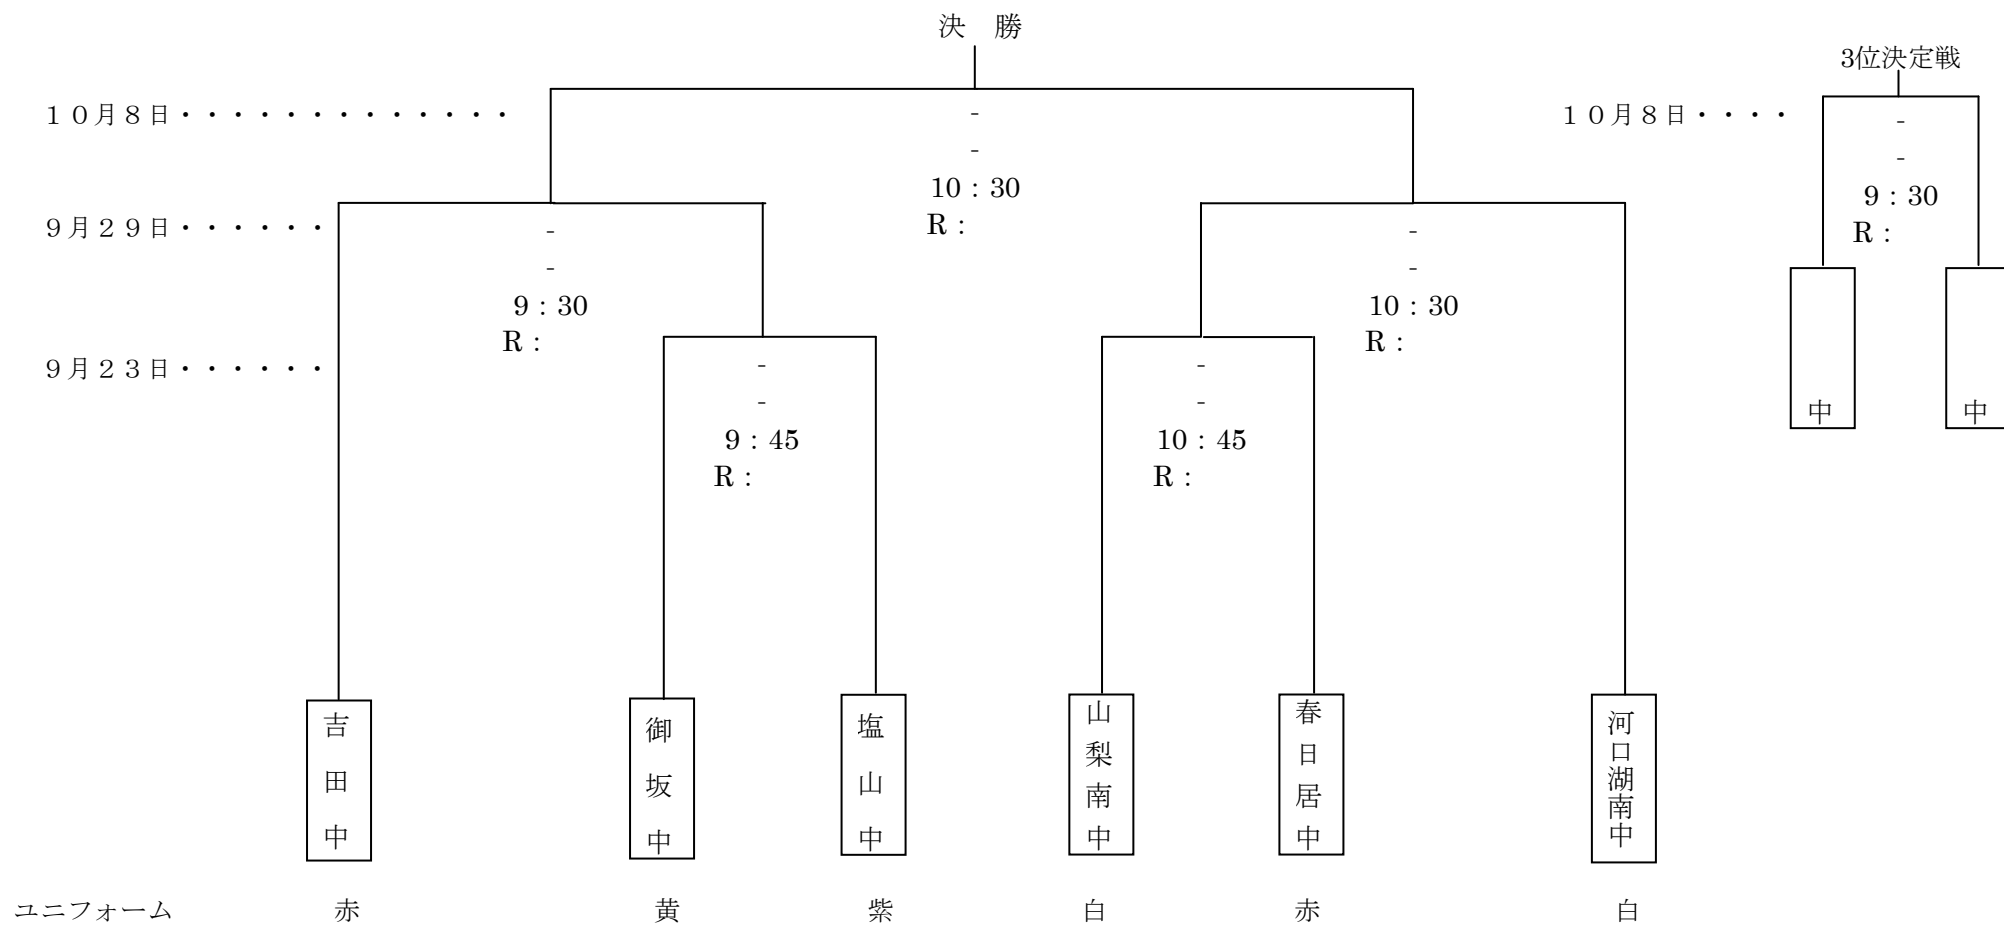 決　勝
3位決定戦
１０月８日・・・・・・・・・・・・・
-
-
10：30
R：
１０月８日・・・・
-
-
9：30
R：
中
中
９月２９日・・・・・・
-
-
9：30
R：
-
-
10：30
R：
９月２３日・・・・・・
-
-
9：45
R：
-
-
10：45
R：
吉田中
御坂中
塩山中
山梨南中
春日居中
河口湖南中
ユニフォーム　赤　黄　紫　白　赤　白